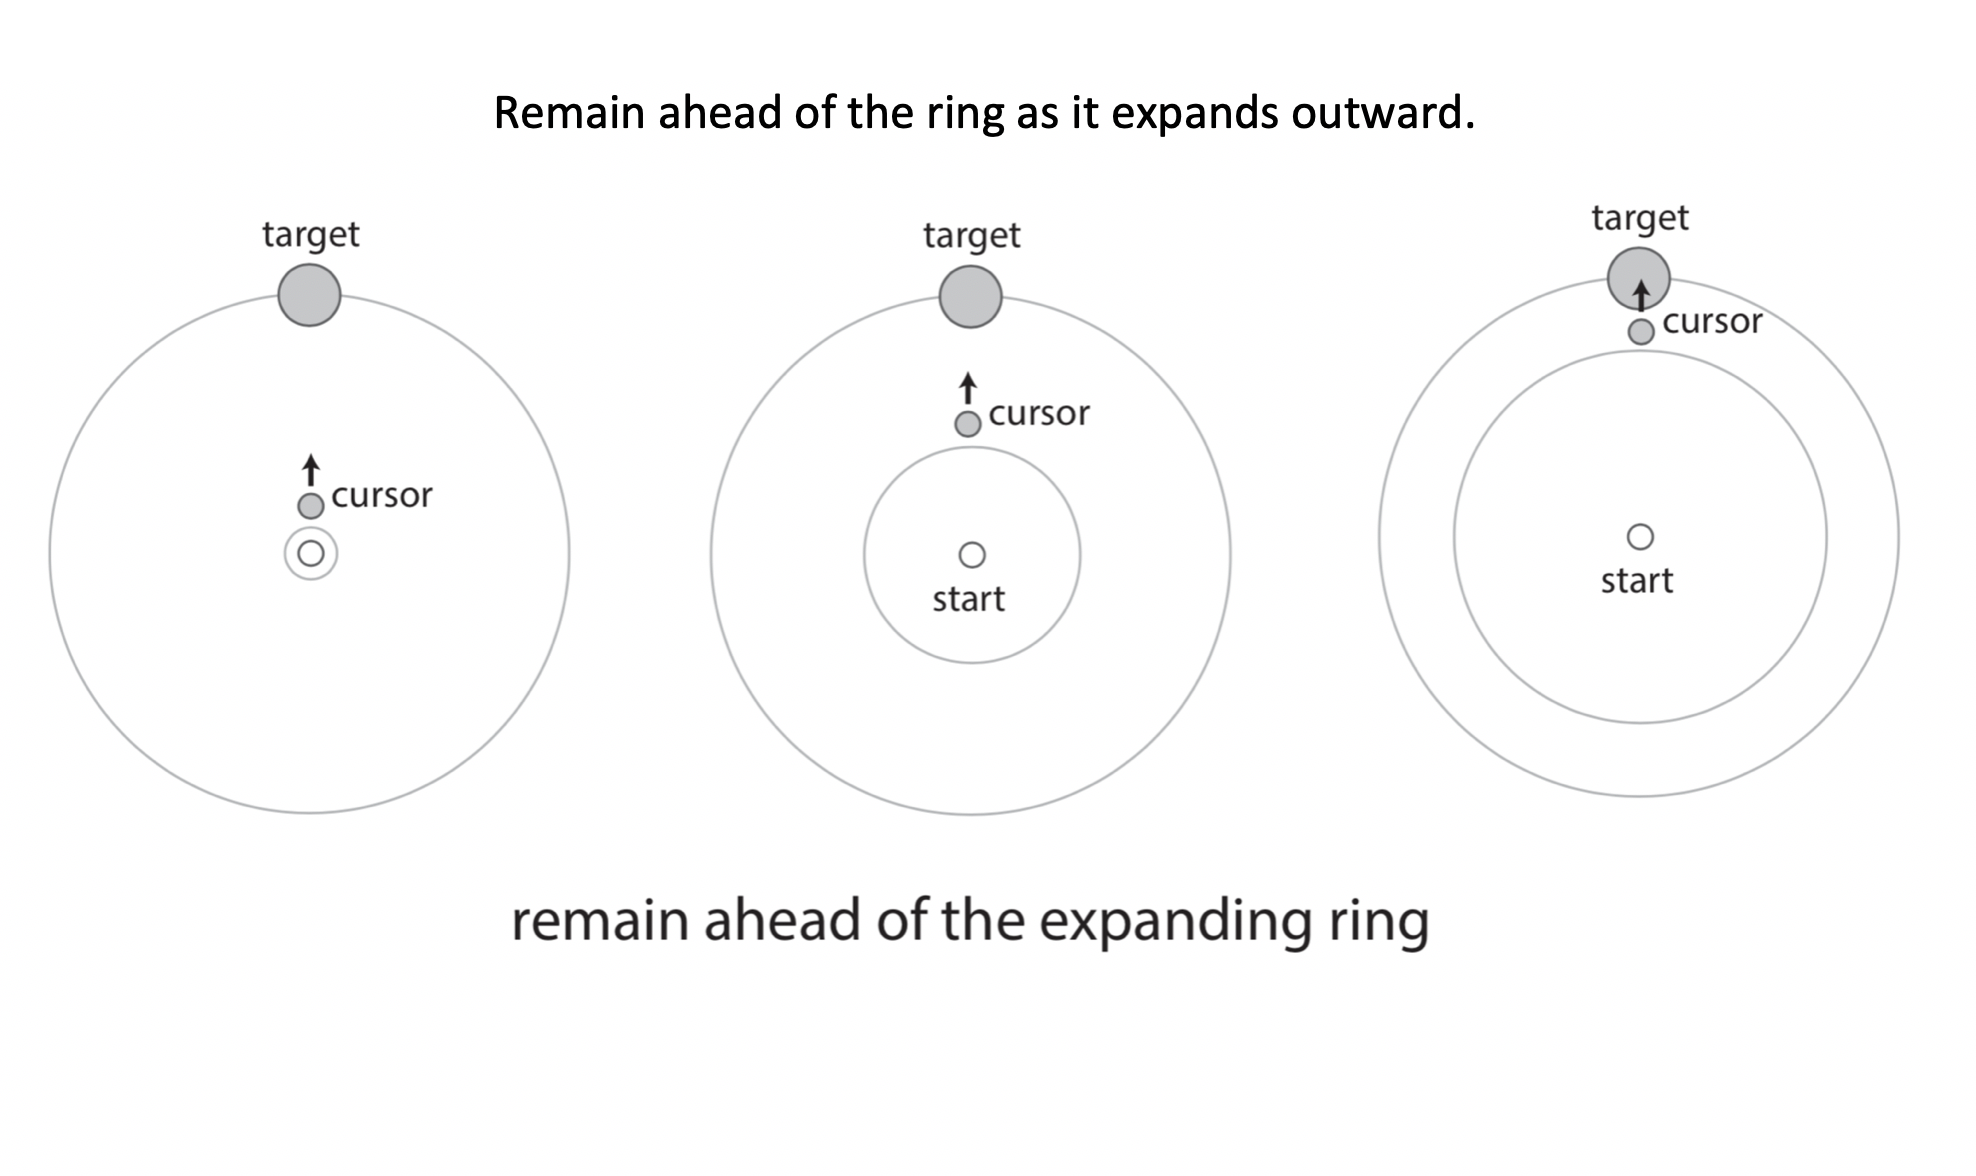 Remain ahead of the ring as it expands outward.
target
target
target
cursor
cursor
cursor
start
start
remain ahead of the expanding ring